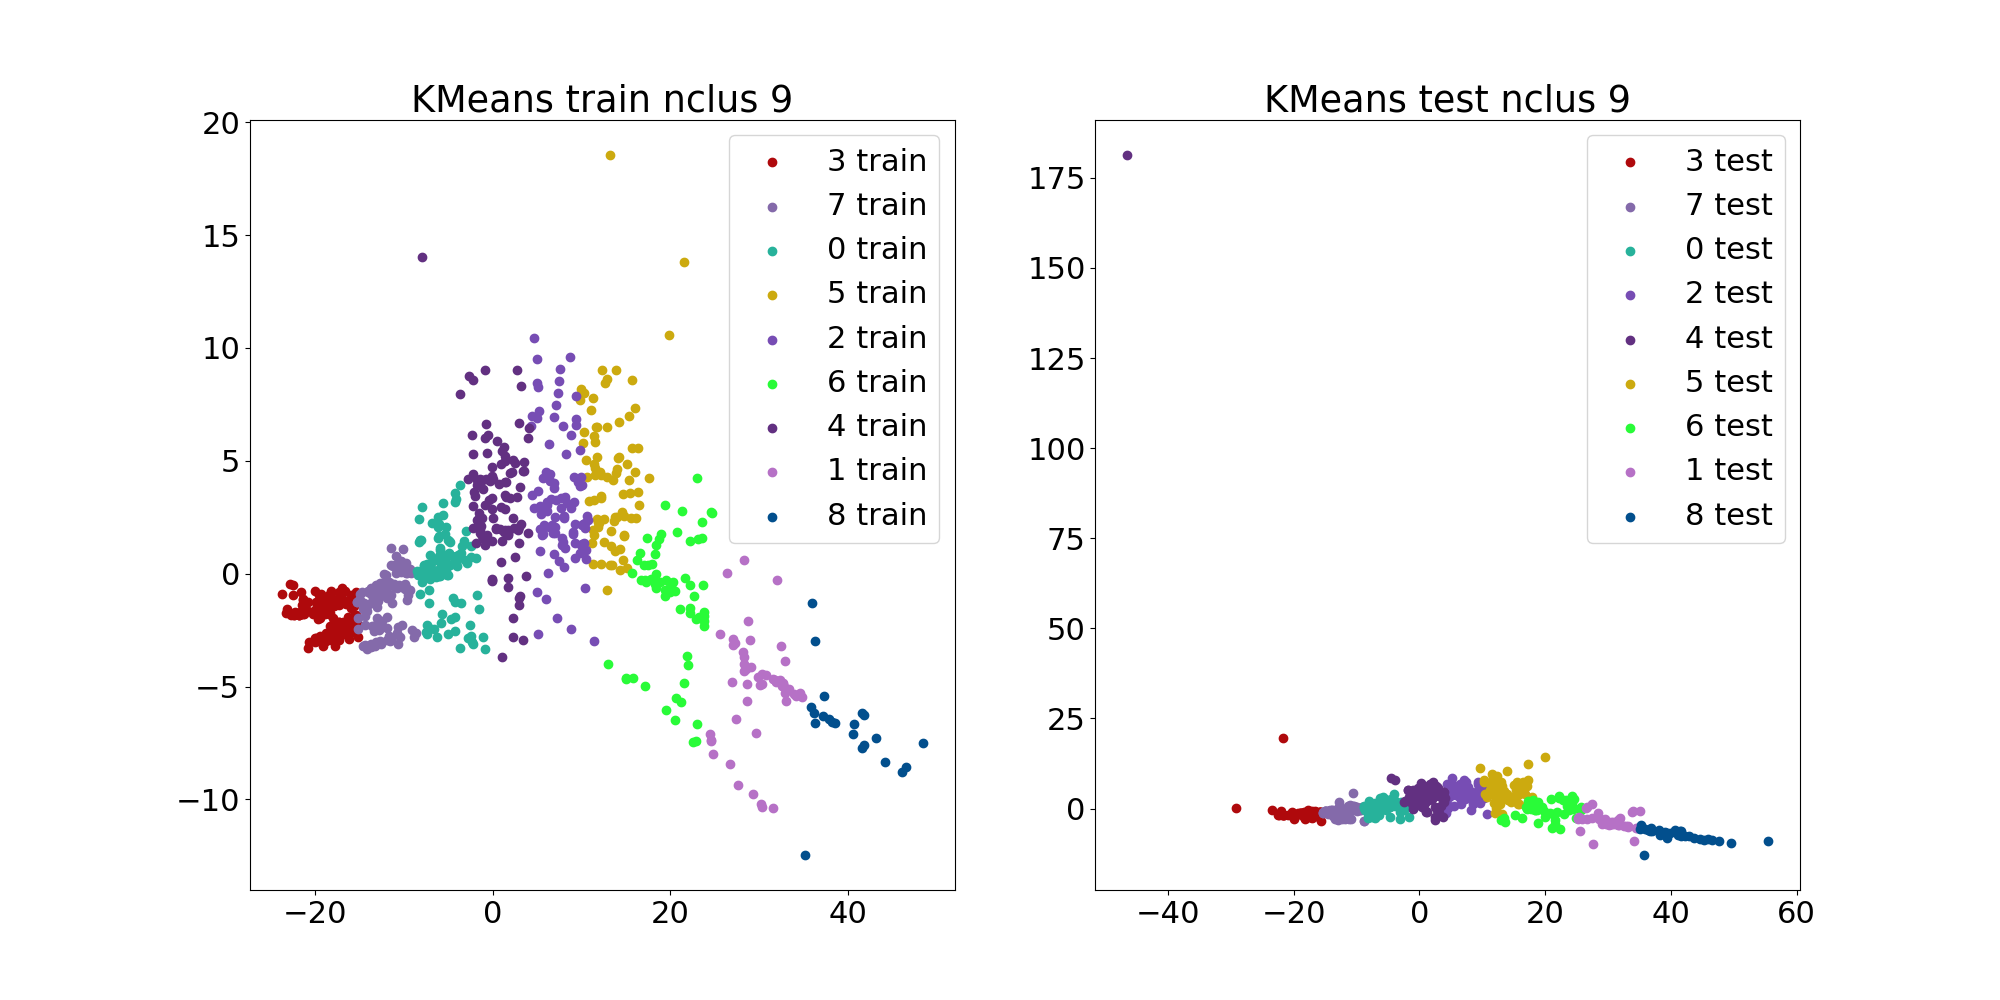 KMeans train nclus 9
20
15
10
5
0
−5
−10
−20
0
20
40
3 train
7 train
0 train
5 train
2 train
6 train
4 train
1 train
8 train
KMeans test nclus 9
175
150
125
100
75
50
25
0
−40
−20
0
20
40
60
3 test
7 test
0 test
2 test
4 test
5 test
6 test
1 test
8 test